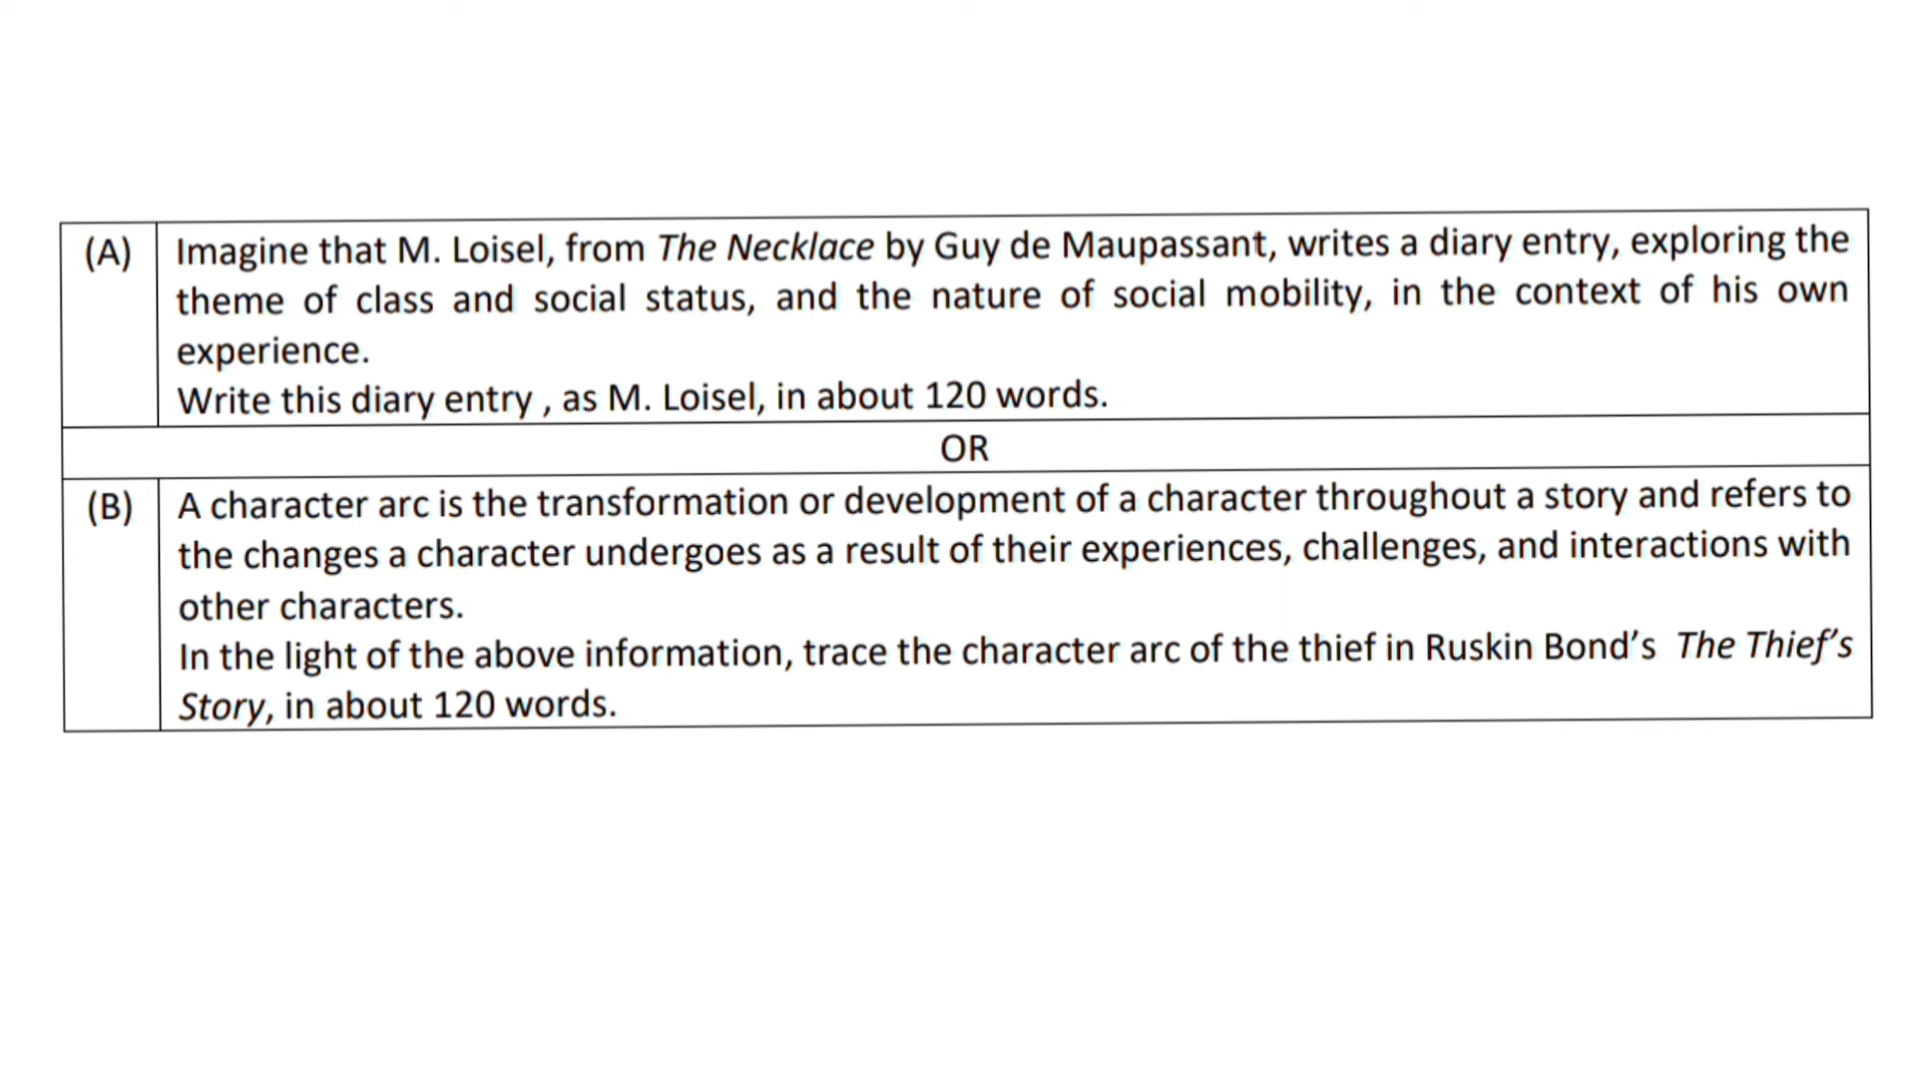 (A) Imagine that M. Loisel, from The Necklace by Guy de Maupassant, writes a diary entry, exploring the
theme of class and social status, and the nature of social mobility, in the context of his own
experience.
Write this diary entry , as M. Loisel, in about 120 words.
OR
(B) A character arc is the transformation or development of a character throughout a story and refers to
the changes a character undergoes as a result of their experiences, challenges, and interactions with
other characters.
In the light of the above information, trace the character arc of the thief in Ruskin Bond’s The Thief’s
Story, in about 120 words.